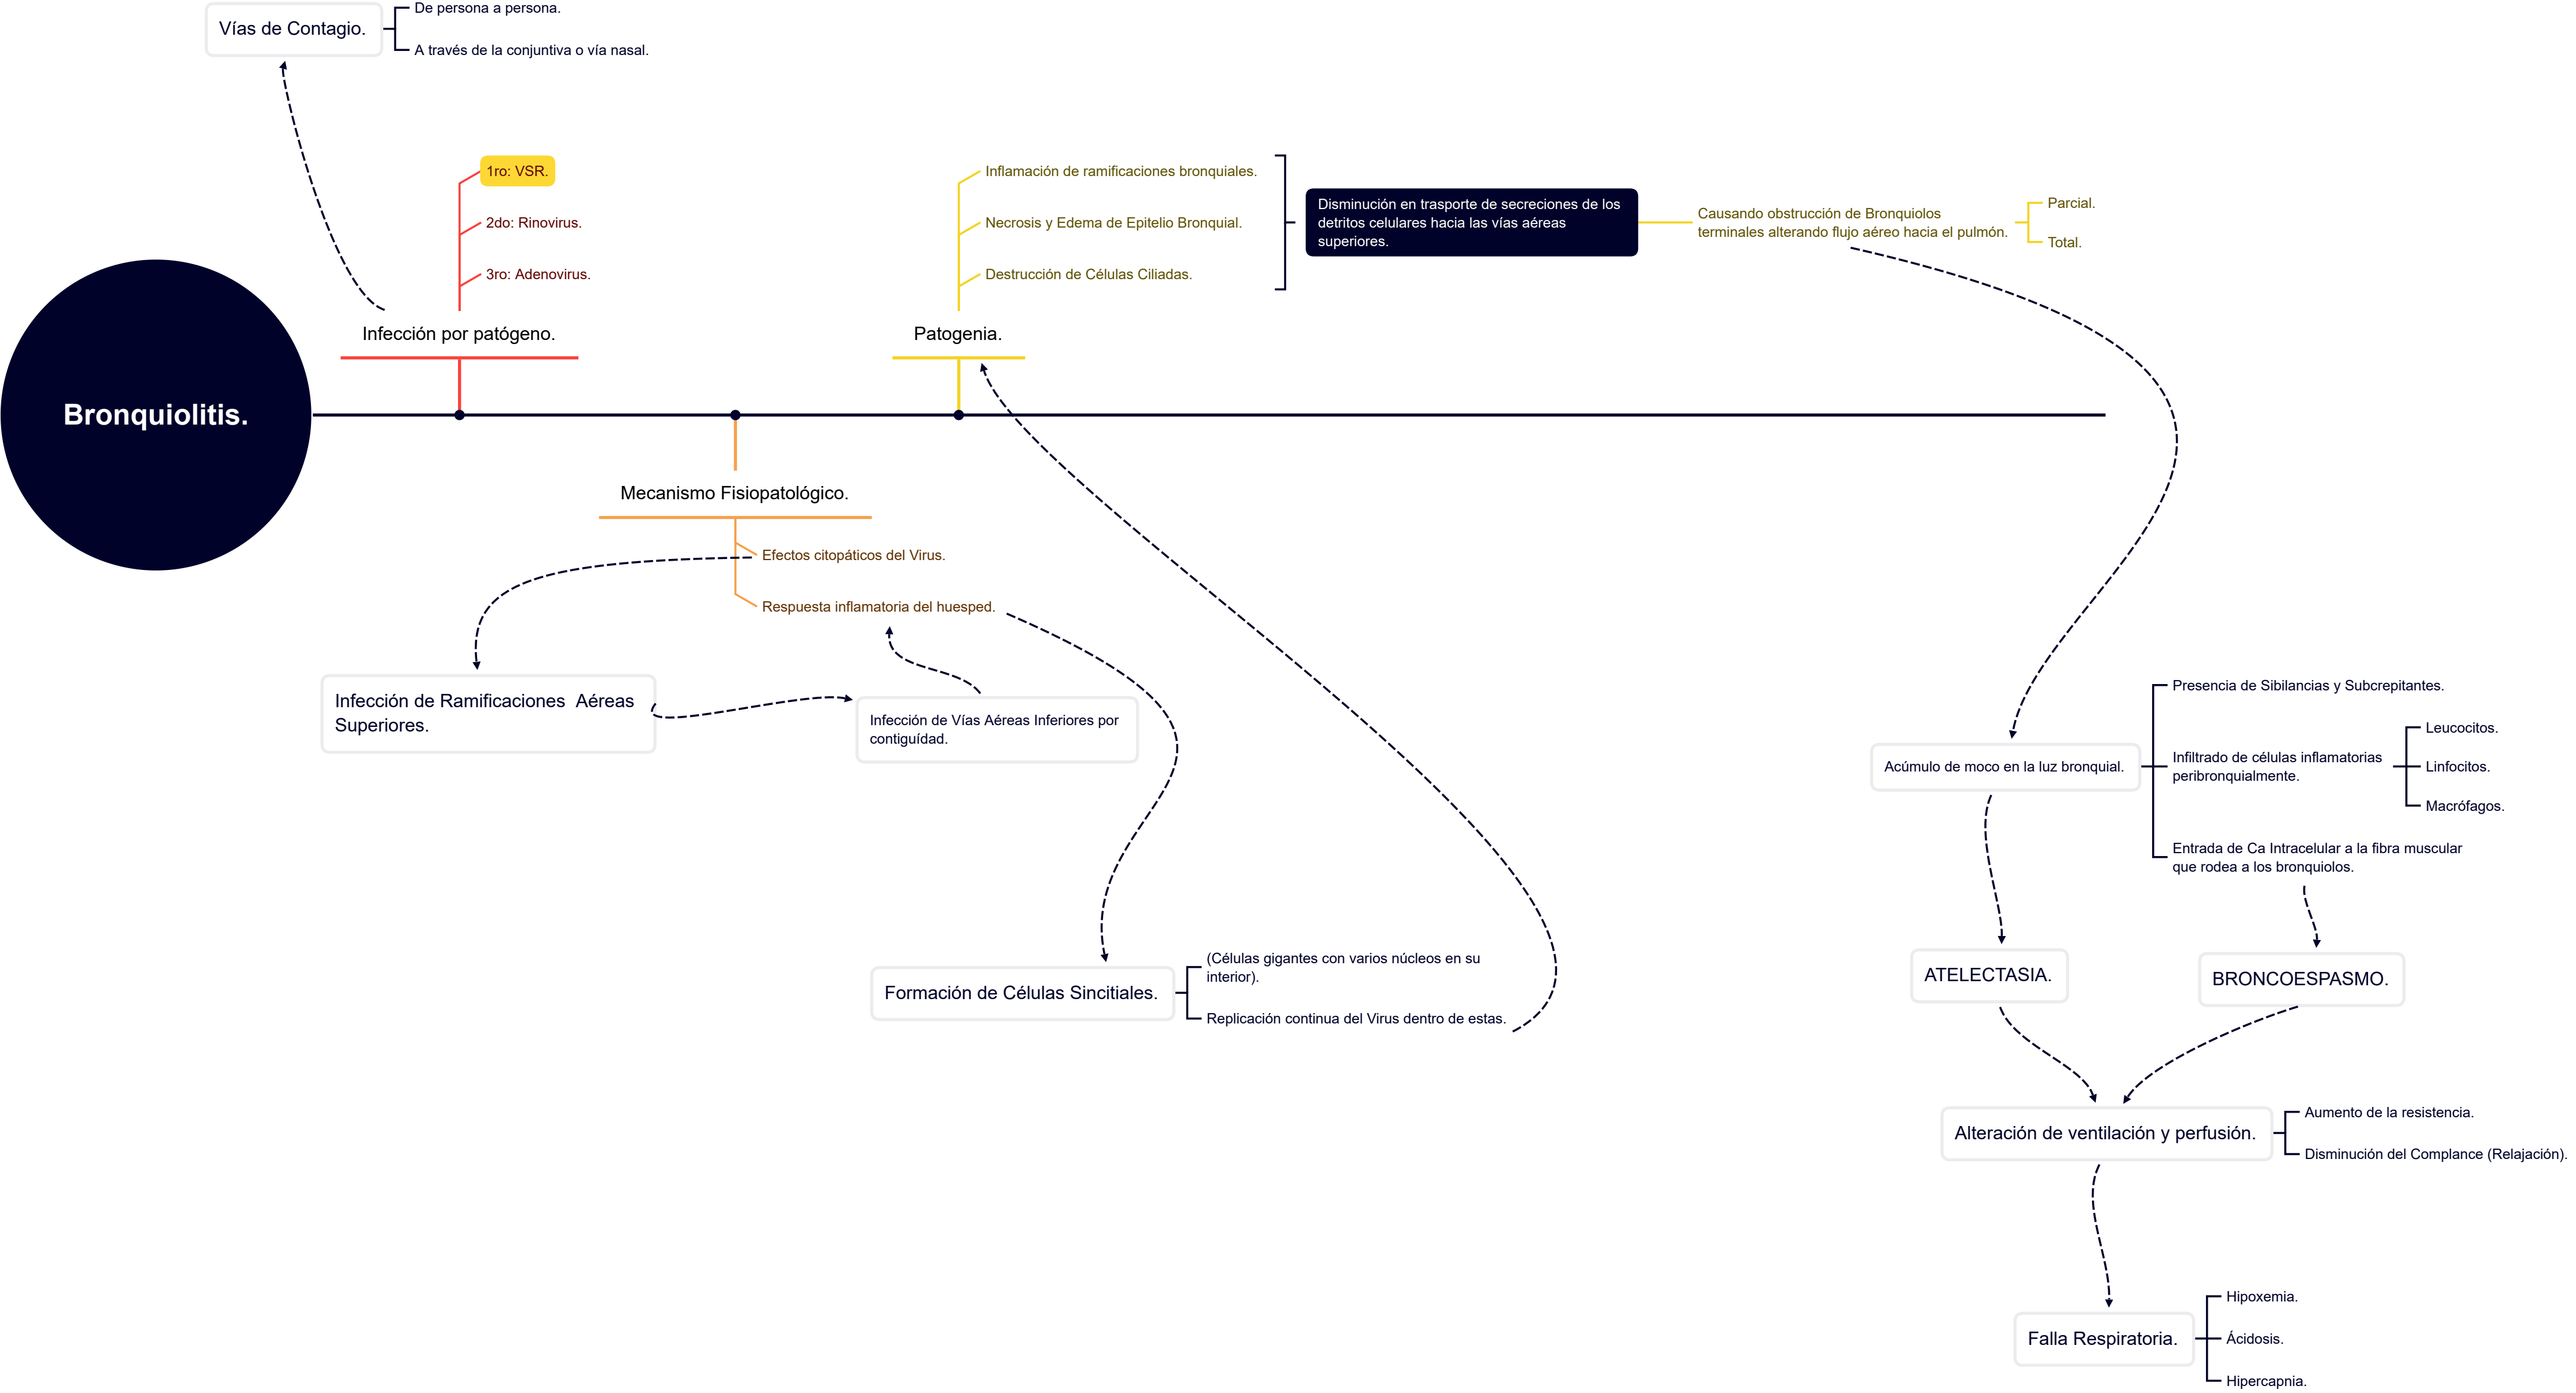 Vías de Contagio.
De persona a persona.
A través de la conjuntiva o vía nasal.
1ro: VSR.
2do: Rinovirus.
3ro: Adenovirus.
Infección por patógeno.
Inflamación de ramificaciones bronquiales.
Necrosis y Edema de Epitelio Bronquial.
Destrucción de Células Ciliadas.
Patogenia.
Disminución en trasporte de secreciones de los
detritos celulares hacia las vías aéreas
superiores.
Causando obstrucción de Bronquiolos
terminales alterando flujo aéreo hacia el pulmón.
Parcial.
Total.
Bronquiolitis.
Mecanismo Fisiopatológico.
Efectos citopáticos del Virus.
Respuesta inflamatoria del huesped.
Infección de Ramificaciones  Aéreas
Superiores.
Infección de Vías Aéreas Inferiores por
contiguídad.
Formación de Células Sincitiales.
(Células gigantes con varios núcleos en su
interior).
Replicación continua del Virus dentro de estas.
Acúmulo de moco en la luz bronquial.
Presencia de Sibilancias y Subcrepitantes.
Infiltrado de células inflamatorias
peribronquialmente.
Leucocitos.
Linfocitos.
Macrófagos.
Entrada de Ca Intracelular a la fibra muscular
que rodea a los bronquiolos.
ATELECTASIA.
BRONCOESPASMO.
Alteración de ventilación y perfusión.
Aumento de la resistencia.
Disminución del Complance (Relajación).
Falla Respiratoria.
Hipoxemia.
Ácidosis.
Hipercapnia.